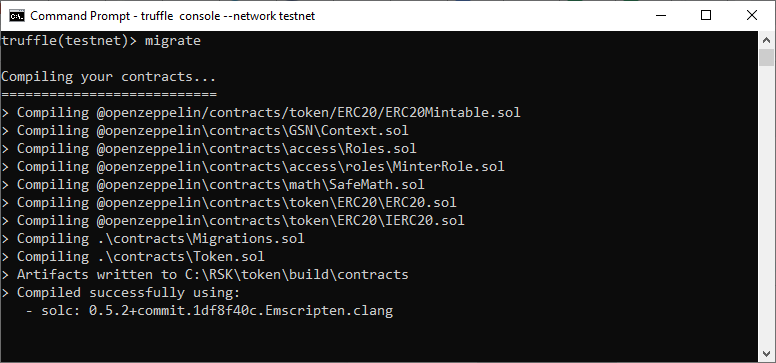 Command Prompt - truffle  console --network testnet
truffle(testnet)> migrate
Compiling your contracts...
===========================
> Compiling @openzeppelin/contracts/token/ERC20/ERC20Mintable.sol
> Compiling @openzeppelin\contracts\GSN\Context.sol
> Compiling @openzeppelin\contracts\access\Roles.sol
> Compiling @openzeppelin\contracts\access\roles\MinterRole.sol
> Compiling @openzeppelin\contracts\math\SafeMath.sol
> Compiling @openzeppelin\contracts\token\ERC20\ERC20.sol
> Compiling @openzeppelin\contracts\token\ERC20\IERC20.sol
> Compiling .\contracts\Migrations.sol
> Compiling .\contracts\Token.sol
> Artifacts written to C:\RSK\token\build\contracts
> Compiled successfully using:
   - solc: 0.5.2+commit.1df8f40c.Emscripten.clang